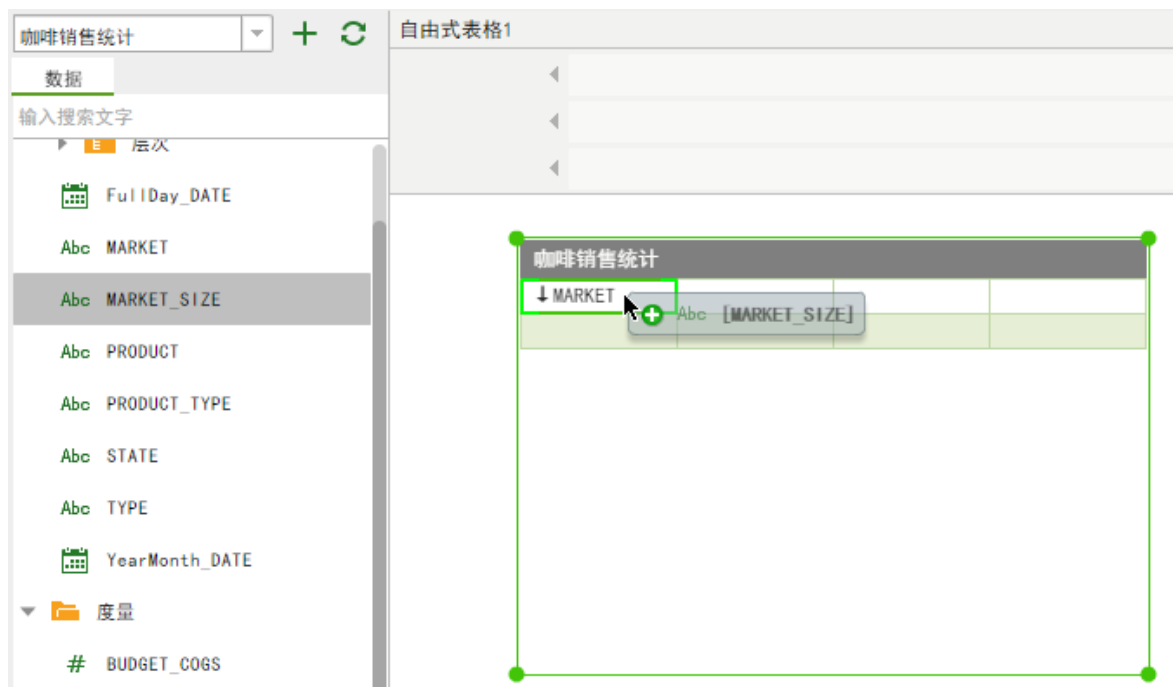 咖啡销售统计
自由式表格1
数据
输入搜索文字
层次
FullDay_DATE
Abc MARKET
Abc MARKET_SIZE
Abc PRODUCT
Abc PRODUCT_TYPE
Abc STATE
Abc TYPE
YearMonth_DATE
度量
# BUDGET_COGS
咖啡销售统计
↓MARKET
Abc [MARKET_SIZE]